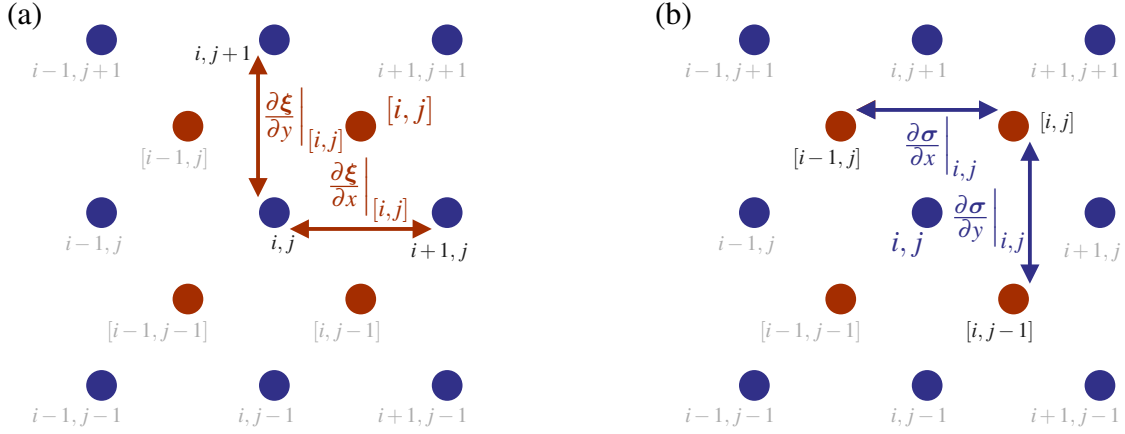 (a)
i−1, j+1
i, j+1
i+1, j+1
∂ξ/∂y|[i,j]
[i, j]
[i−1, j]
∂ξ/∂x|[i,j]
i−1, j
i, j
i+1, j
[i−1, j−1]
[i, j−1]
i−1, j−1
i, j−1
i+1, j−1
(b)
i−1, j+1
i, j+1
i+1, j+1
[i−1, j]
∂σ/∂x|i,j
[i, j]
i−1, j
i, j
∂σ/∂y|i,j
i+1, j
[i−1, j−1]
[i, j−1]
i−1, j−1
i, j−1
i+1, j−1